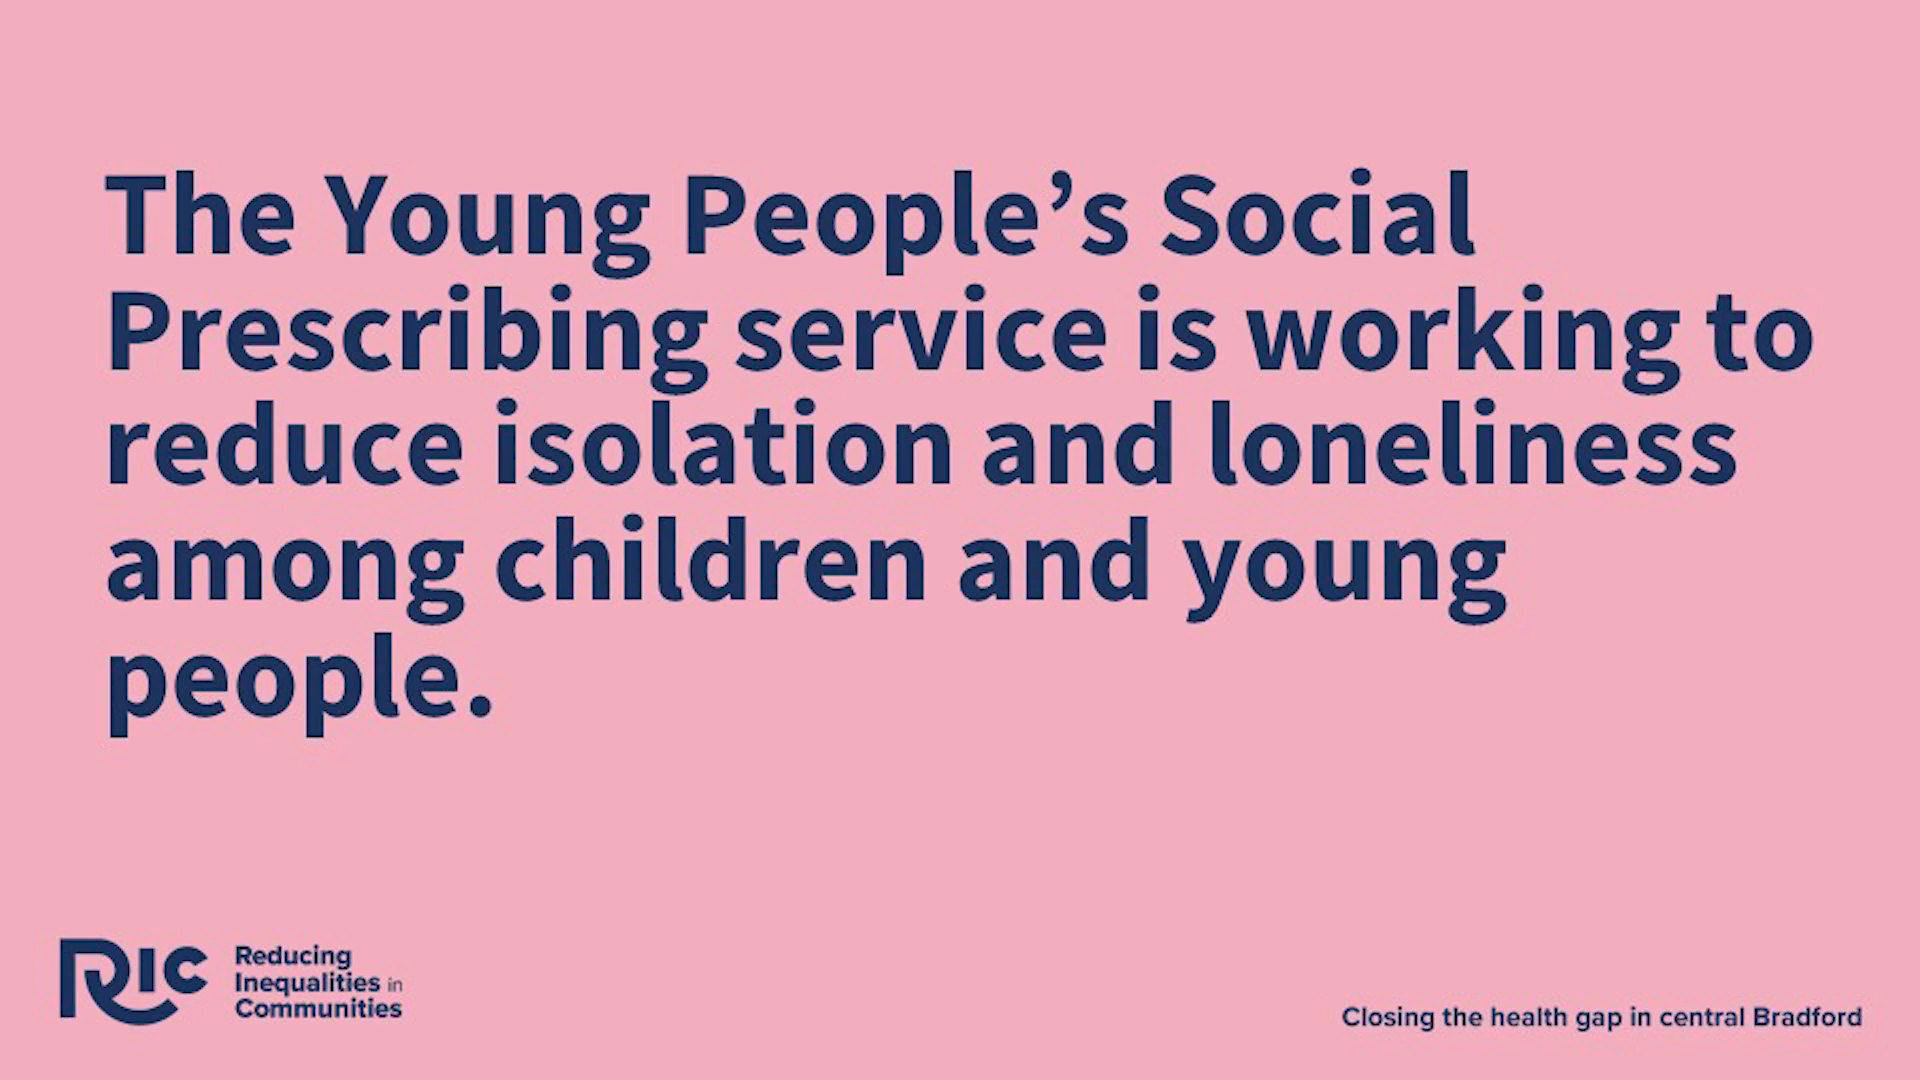 The Young People’s Social
Prescribing service is working to
reduce isolation and loneliness
among children and young
people.
RIC
Reducing
Inequalities in
Communities
Closing the health gap in central Bradford